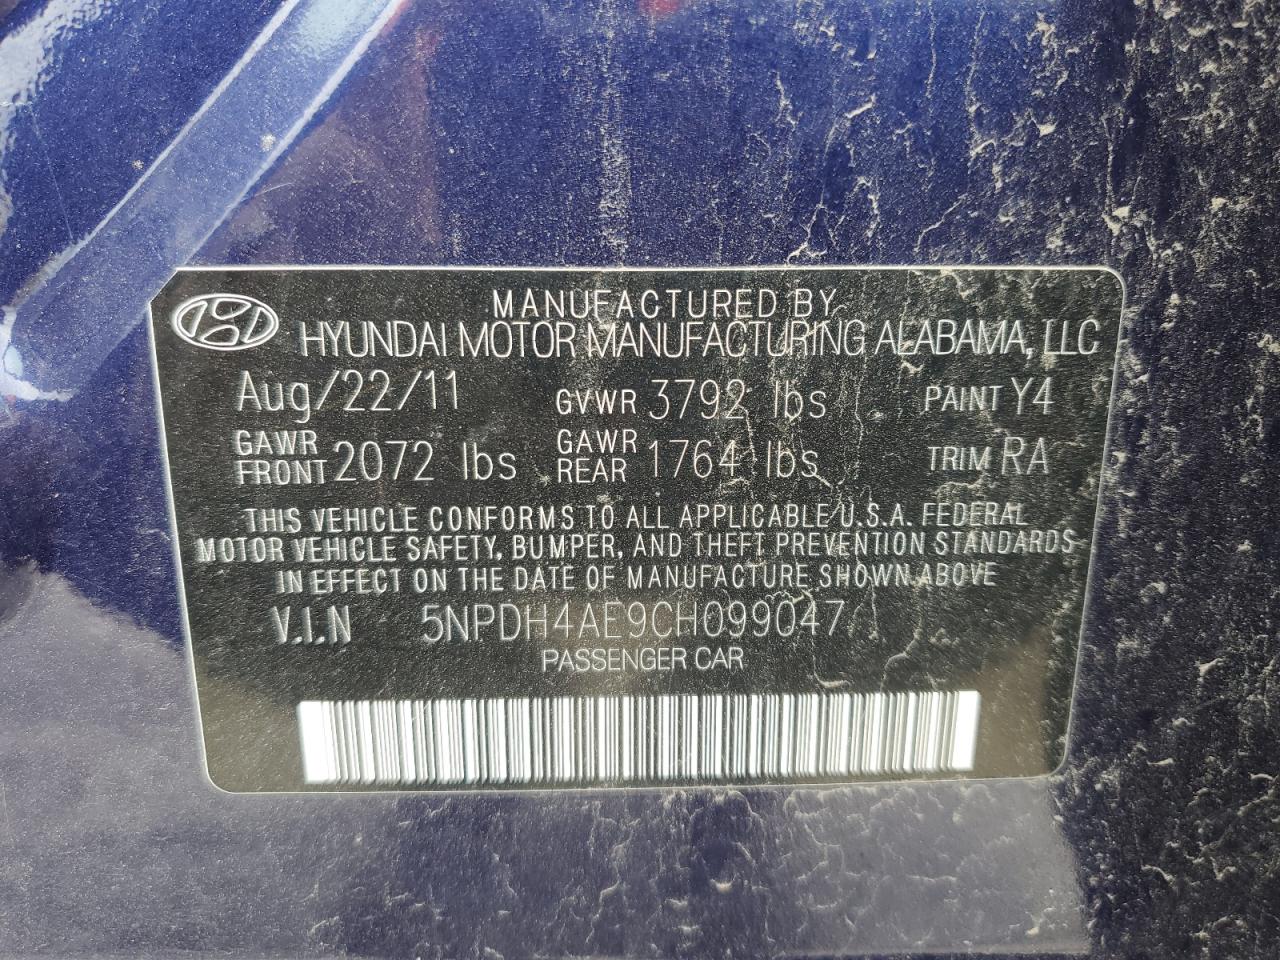 MANUFACTURED BY
HYUNDAI MOTOR MANUFACTURING ALABAMA, LLC
Aug/22/11 GVWR 3792 lbs PAINT Y4
GAWR FRONT 2072 lbs GAWR REAR 1764 lbs TRIM RA
THIS VEHICLE CONFORMS TO ALL APPLICABLE U.S.A. FEDERAL
MOTOR VEHICLE SAFETY, BUMPER, AND THEFT PREVENTION STANDARDS
IN EFFECT ON THE DATE OF MANUFACTURE SHOWN ABOVE
V.I.N 5NPDH4AE9CH099047
PASSENGER CAR